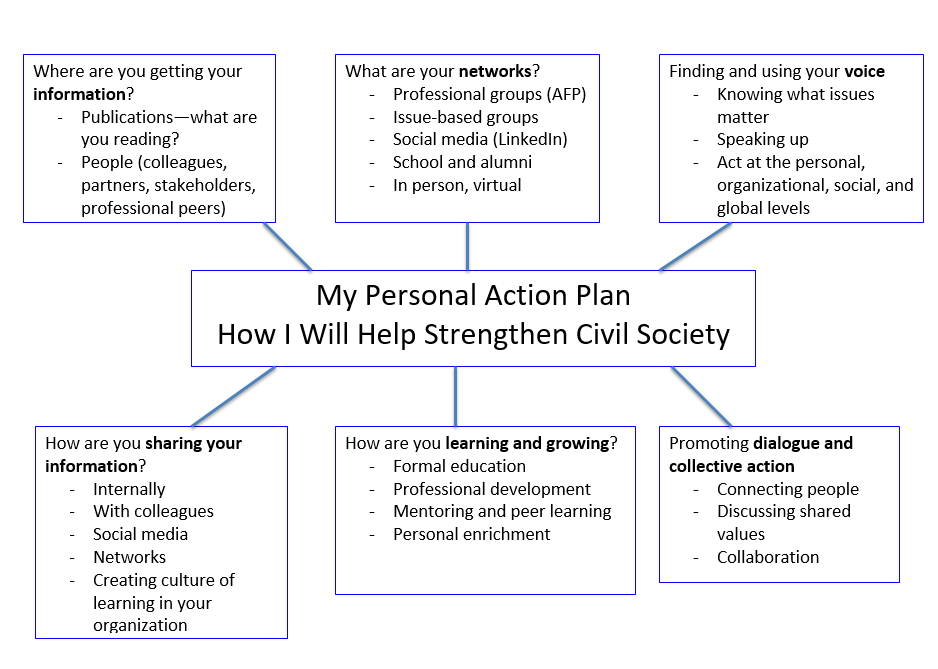 Where are you getting your
information?
- Publications—what are
you reading?
- People (colleagues,
partners, stakeholders,
professional peers)
What are your networks?
- Professional groups (AFP)
- Issue-based groups
- Social media (LinkedIn)
- School and alumni
- In person, virtual
Finding and using your voice
- Knowing what issues
matter
- Speaking up
- Act at the personal,
organizational, social, and
global levels
My Personal Action Plan
How I Will Help Strengthen Civil Society
How are you sharing your
information?
- Internally
- With colleagues
- Social media
- Networks
- Creating culture of
learning in your
organization
How are you learning and growing?
- Formal education
- Professional development
- Mentoring and peer learning
- Personal enrichment
Promoting dialogue and
collective action
- Connecting people
- Discussing shared
values
- Collaboration